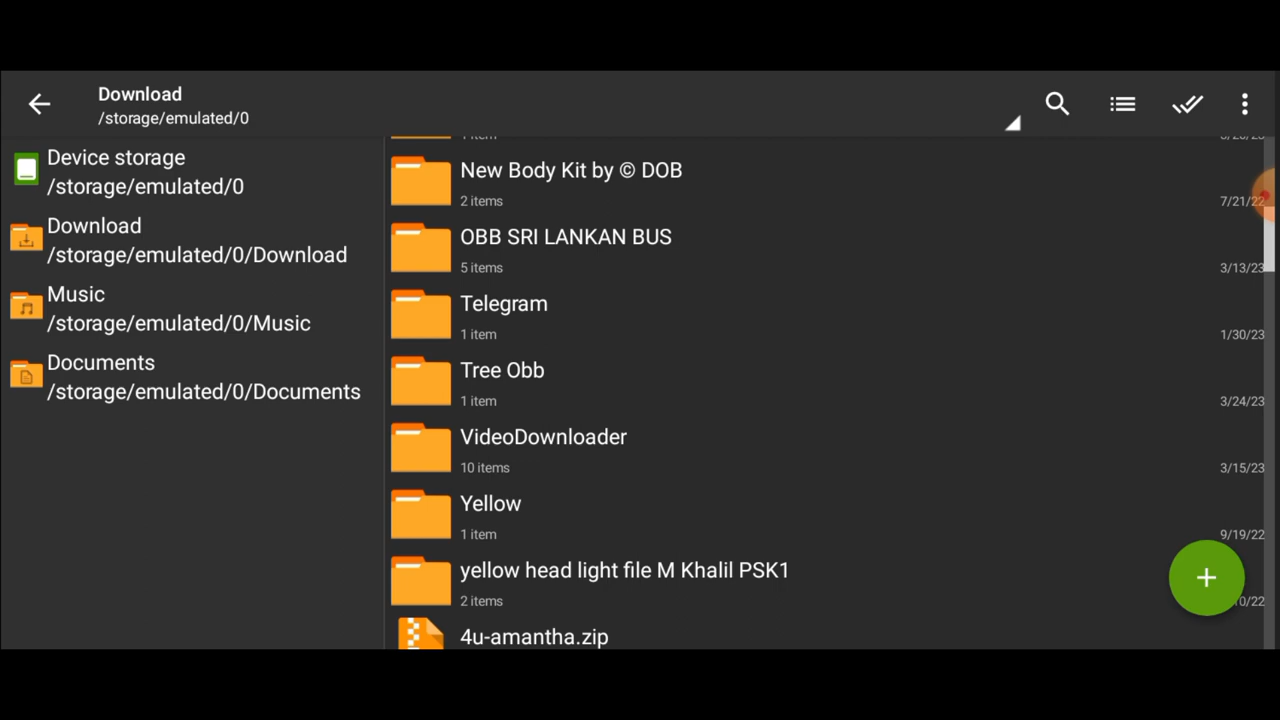 Download
/storage/emulated/0
Device storage
/storage/emulated/0
Download
/storage/emulated/0/Download
Music
/storage/emulated/0/Music
Documents
/storage/emulated/0/Documents
New Body Kit by © DOB
2 items
7/21/22
OBB SRI LANKAN BUS
5 items
3/13/23
Telegram
1 item
1/30/23
Tree Obb
1 item
3/24/23
VideoDownloader
10 items
3/15/23
Yellow
1 item
9/19/22
yellow head light file M Khalil PSK1
2 items
4u-amantha.zip